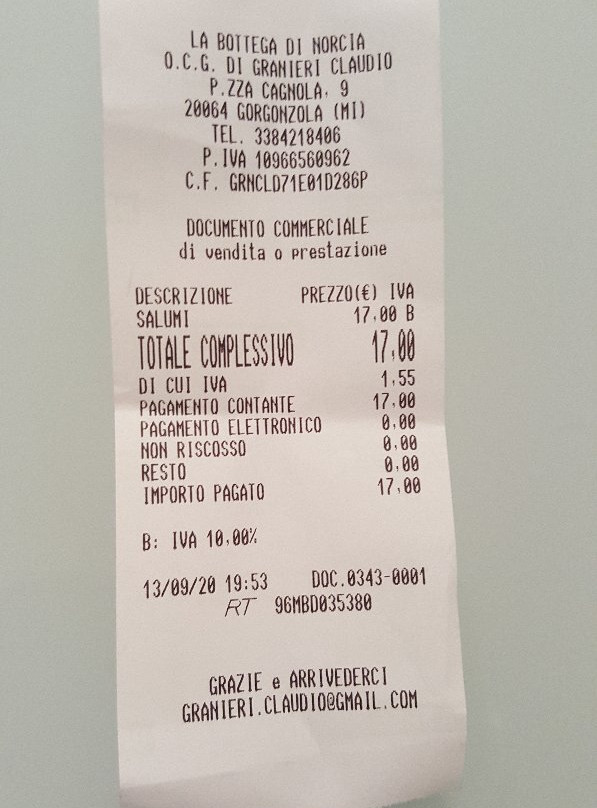 LA BOTTEGA DI NORCIA
O.C.G. DI GRANIERI CLAUDIO
P.ZZA CAGNOLA, 9
20064 GORGONZOLA (MI)
TEL. 3384218406
P.IVA 10966560962
C.F. GRNCLD71E01D286P
DOCUMENTO COMMERCIALE
di vendita o prestazione
DESCRIZIONE PREZZO(€) IVA
SALUMI 17,00 B
TOTALE COMPLESSIVO 17,00
DI CUI IVA 1,55
PAGAMENTO CONTANTE 17,00
PAGAMENTO ELETTRONICO 0,00
NON RISCOSSO 0,00
RESTO 0,00
IMPORTO PAGATO 17,00
B: IVA 10,00%
13/09/20 19:53 DOC.0343-0001
RT 96MBD035380
GRAZIE e ARRIVEDERCI
GRANIERI.CLAUDIO@GMAIL.COM